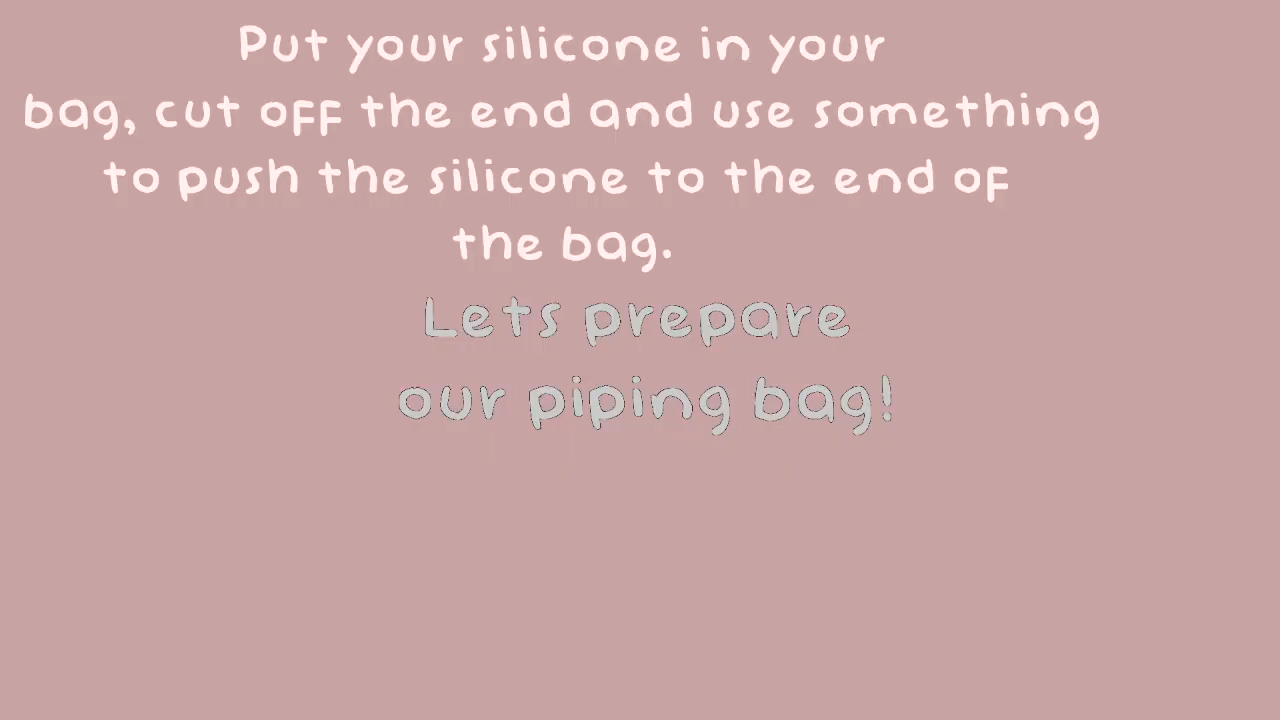 Put your silicone in your
bag, cut off the end and use something
to push the silicone to the end of
the bag.
Lets prepare
our piping bag!